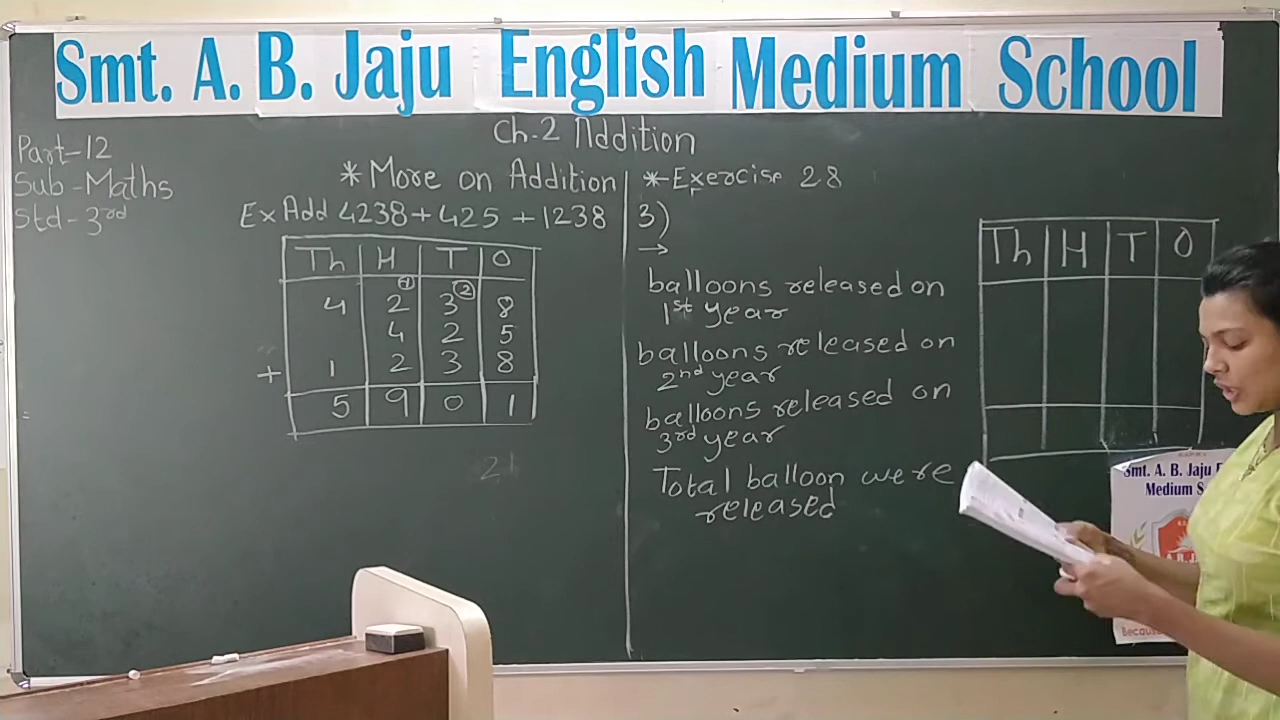 Smt. A. B. Jaju English Medium School
Ch-2 Addition
Part-12
Sub-Maths
Std-3rd
* More on Addition
Ex Add 4238+425+1238
Th H T O
1 2
4 2 3 8
4 2 5
+ 1 2 3 8
5 9 0 1
21
* Exercise 28
3)
→
balloons released on
1st year
balloons released on
2nd year
balloons released on
3rd year
Total balloon were
released
Th H T O
Smt. A. B. Jaju
Medium S